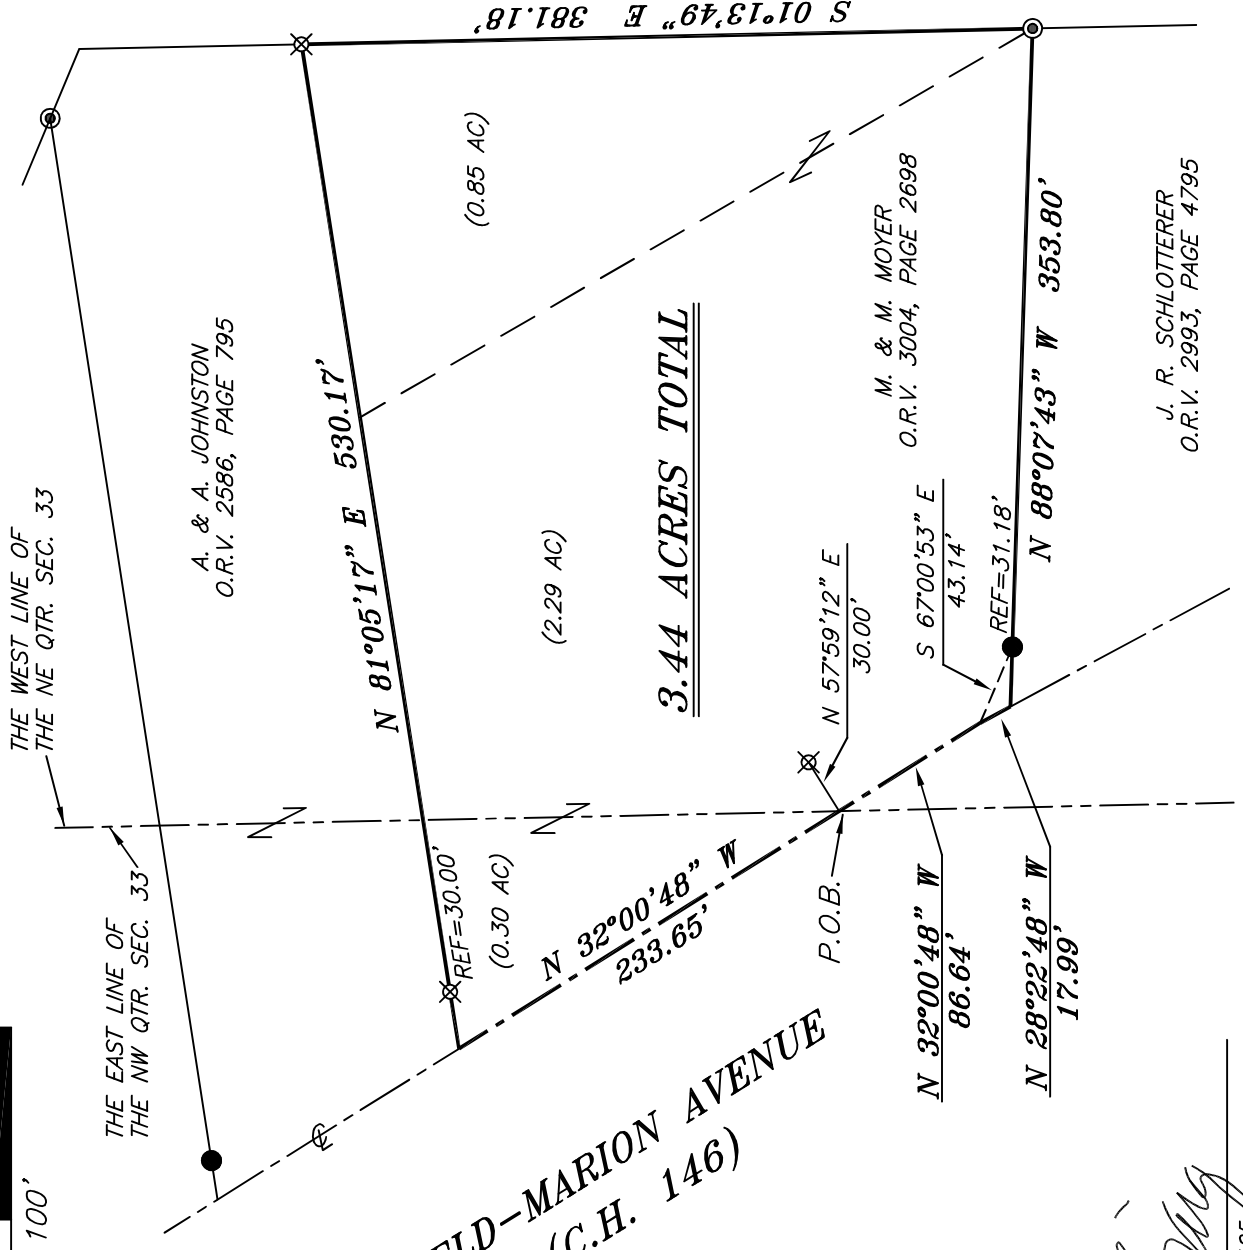 S 01°13'49" E 381.18'
THE WEST LINE OF
THE NE QTR. SEC. 33
A. & A. JOHNSTON
O.R.V. 2586, PAGE 795
N 81°05'17" E 530.17'
(0.85 AC)
(2.29 AC)
3.44 ACRES TOTAL
M. & M. MOYER
O.R.V. 3004, PAGE 2698
N 88°07'43" W 353.80'
J. R. SCHLOTTERER
O.R.V. 2993, PAGE 4795
N 57°59'12" E
30.00'
S 67°00'53" E
43.14'
REF=31.18'
THE EAST LINE OF
THE NW QTR. SEC. 33
REF=30.00'
(0.30 AC)
N 32°00'48" W
233.65'
P.O.B.
N 32°00'48" W
86.64'
N 28°22'48" W
17.99'
100'
ELD-MARION AVENUE
(C.H. 146)